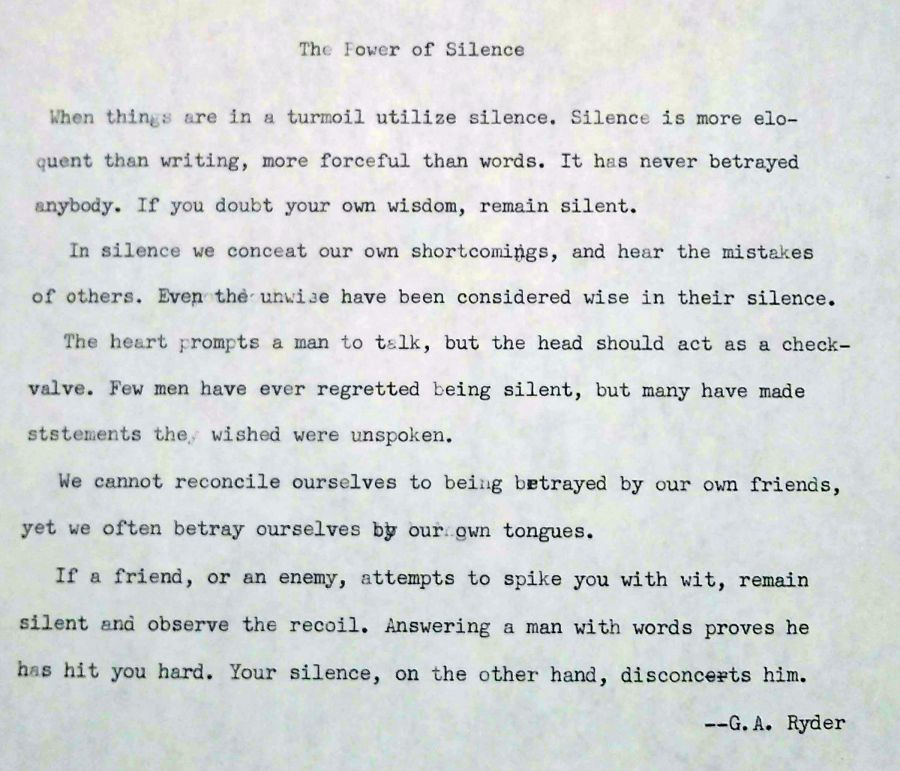 The Power of Silence
When things are in a turmoil utilize silence. Silence is more elo-
quent than writing, more forceful than words. It has never betrayed
anybody. If you doubt your own wisdom, remain silent.
In silence we conceat our own shortcomings, and hear the mistakes
of others. Even the unwise have been considered wise in their silence.
The heart prompts a man to talk, but the head should act as a check-
valve. Few men have ever regretted being silent, but many have made
ststements they wished were unspoken.
We cannot reconcile ourselves to being betrayed by our own friends,
yet we often betray ourselves by our own tongues.
If a friend, or an enemy, attempts to spike you with wit, remain
silent and observe the recoil. Answering a man with words proves he
has hit you hard. Your silence, on the other hand, disconcerts him.
--G.A. Ryder